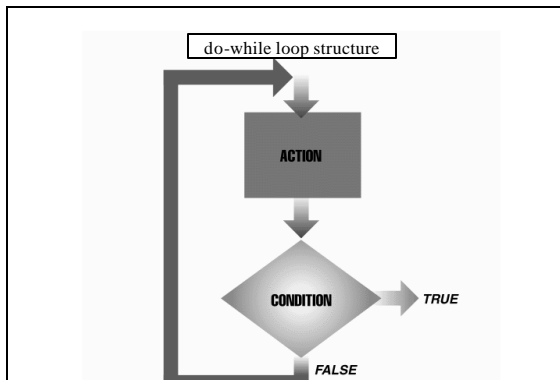 do-while loop structure
ACTION
CONDITION
TRUE
FALSE